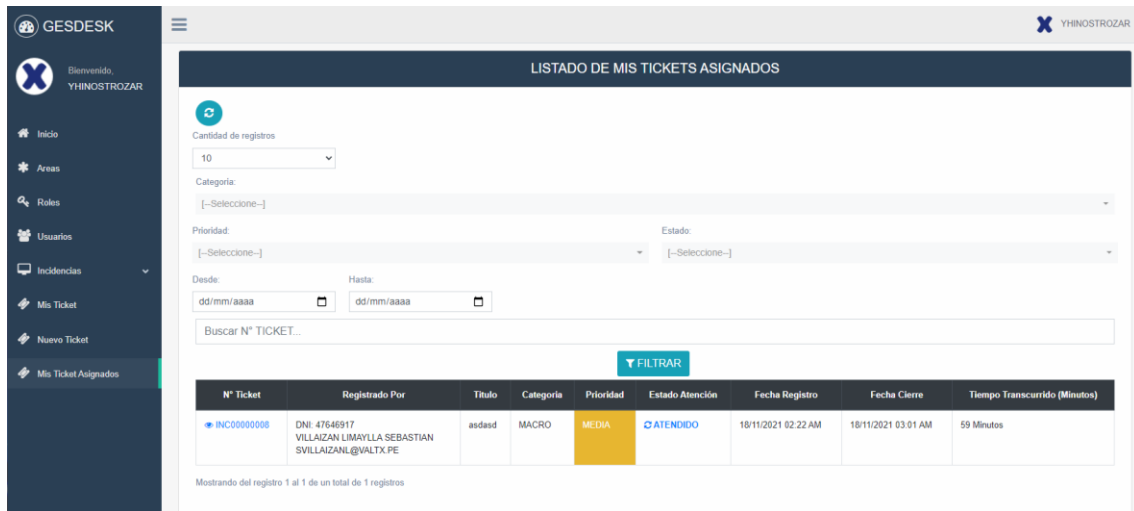 GESDESK
YHINOSTROZAR
Bienvenido,
YHINOSTROZAR
Inicio
Areas
Roles
Usuarios
Incidencias
Mis Ticket
Nuevo Ticket
Mis Ticket Asignados
LISTADO DE MIS TICKETS ASIGNADOS
Cantidad de registros
10
Categoria:
[--Seleccione--]
Prioridad: Estado:
[--Seleccione--] [--Seleccione--]
Desde: Hasta:
dd/mm/aaaa dd/mm/aaaa
Buscar N° TICKET...
FILTRAR
N° Ticket Registrado Por Titulo Categoria Prioridad Estado Atención Fecha Registro Fecha Cierre Tiempo Transcurrido (Minutos)
INC00000008 DNI: 47646917 asdasd MACRO MEDIA ATENDIDO 18/11/2021 02:22 AM 18/11/2021 03:01 AM 59 Minutos
VILLAIZAN LIMAYLLA SEBASTIAN
SVILLAIZANL@VALTX.PE
Mostrando del registro 1 al 1 de un total de 1 registros